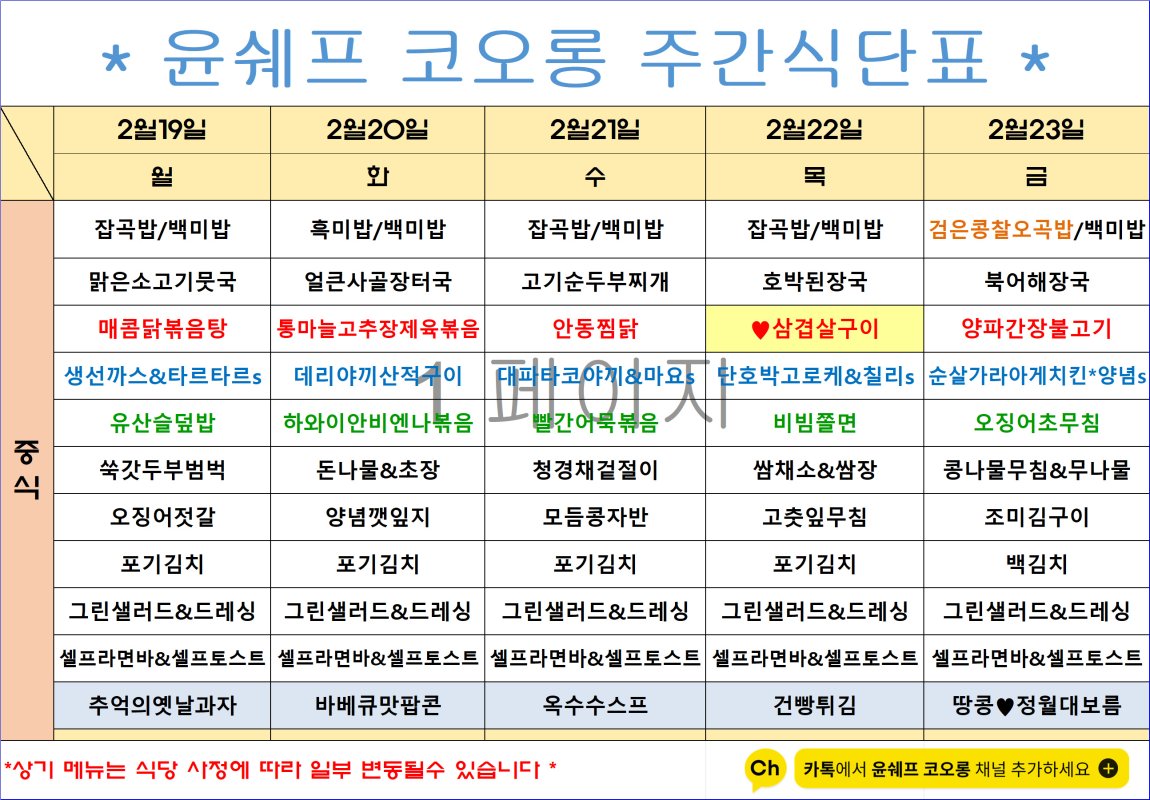 * 윤쉐프 코오롱 주간식단표 *
2월19일 2월20일 2월21일 2월22일 2월23일
월 화 수 목 금
중식
잡곡밥/백미밥 흑미밥/백미밥 잡곡밥/백미밥 잡곡밥/백미밥 검은콩찰오곡밥/백미밥
맑은소고기뭇국 얼큰사골장터국 고기순두부찌개 호박된장국 북어해장국
매콤닭볶음탕 통마늘고추장제육볶음 안동찜닭 ♥삼겹살구이 양파간장불고기
생선까스&타르타르s 데리야끼산적구이 대파타코야끼&마요s 단호박고로케&칠리s 순살가라아게치킨*양념s
1 페이지
유산슬덮밥 하와이안비엔나볶음 빨간어묵볶음 비빔쫄면 오징어초무침
쑥갓두부범벅 돈나물&초장 청경채겉절이 쌈채소&쌈장 콩나물무침&무나물
오징어젓갈 양념깻잎지 모듬콩자반 고춧잎무침 조미김구이
포기김치 포기김치 포기김치 포기김치 백김치
그린샐러드&드레싱 그린샐러드&드레싱 그린샐러드&드레싱 그린샐러드&드레싱 그린샐러드&드레싱
셀프라면바&셀프토스트 셀프라면바&셀프토스트 셀프라면바&셀프토스트 셀프라면바&셀프토스트 셀프라면바&셀프토스트
추억의옛날과자 바베큐맛팝콘 옥수수스프 건빵튀김 땅콩♥정월대보름
*상기 메뉴는 식당 사정에 따라 일부 변동될수 있습니다 *
Ch 카톡에서 윤쉐프 코오롱 채널 추가하세요 +